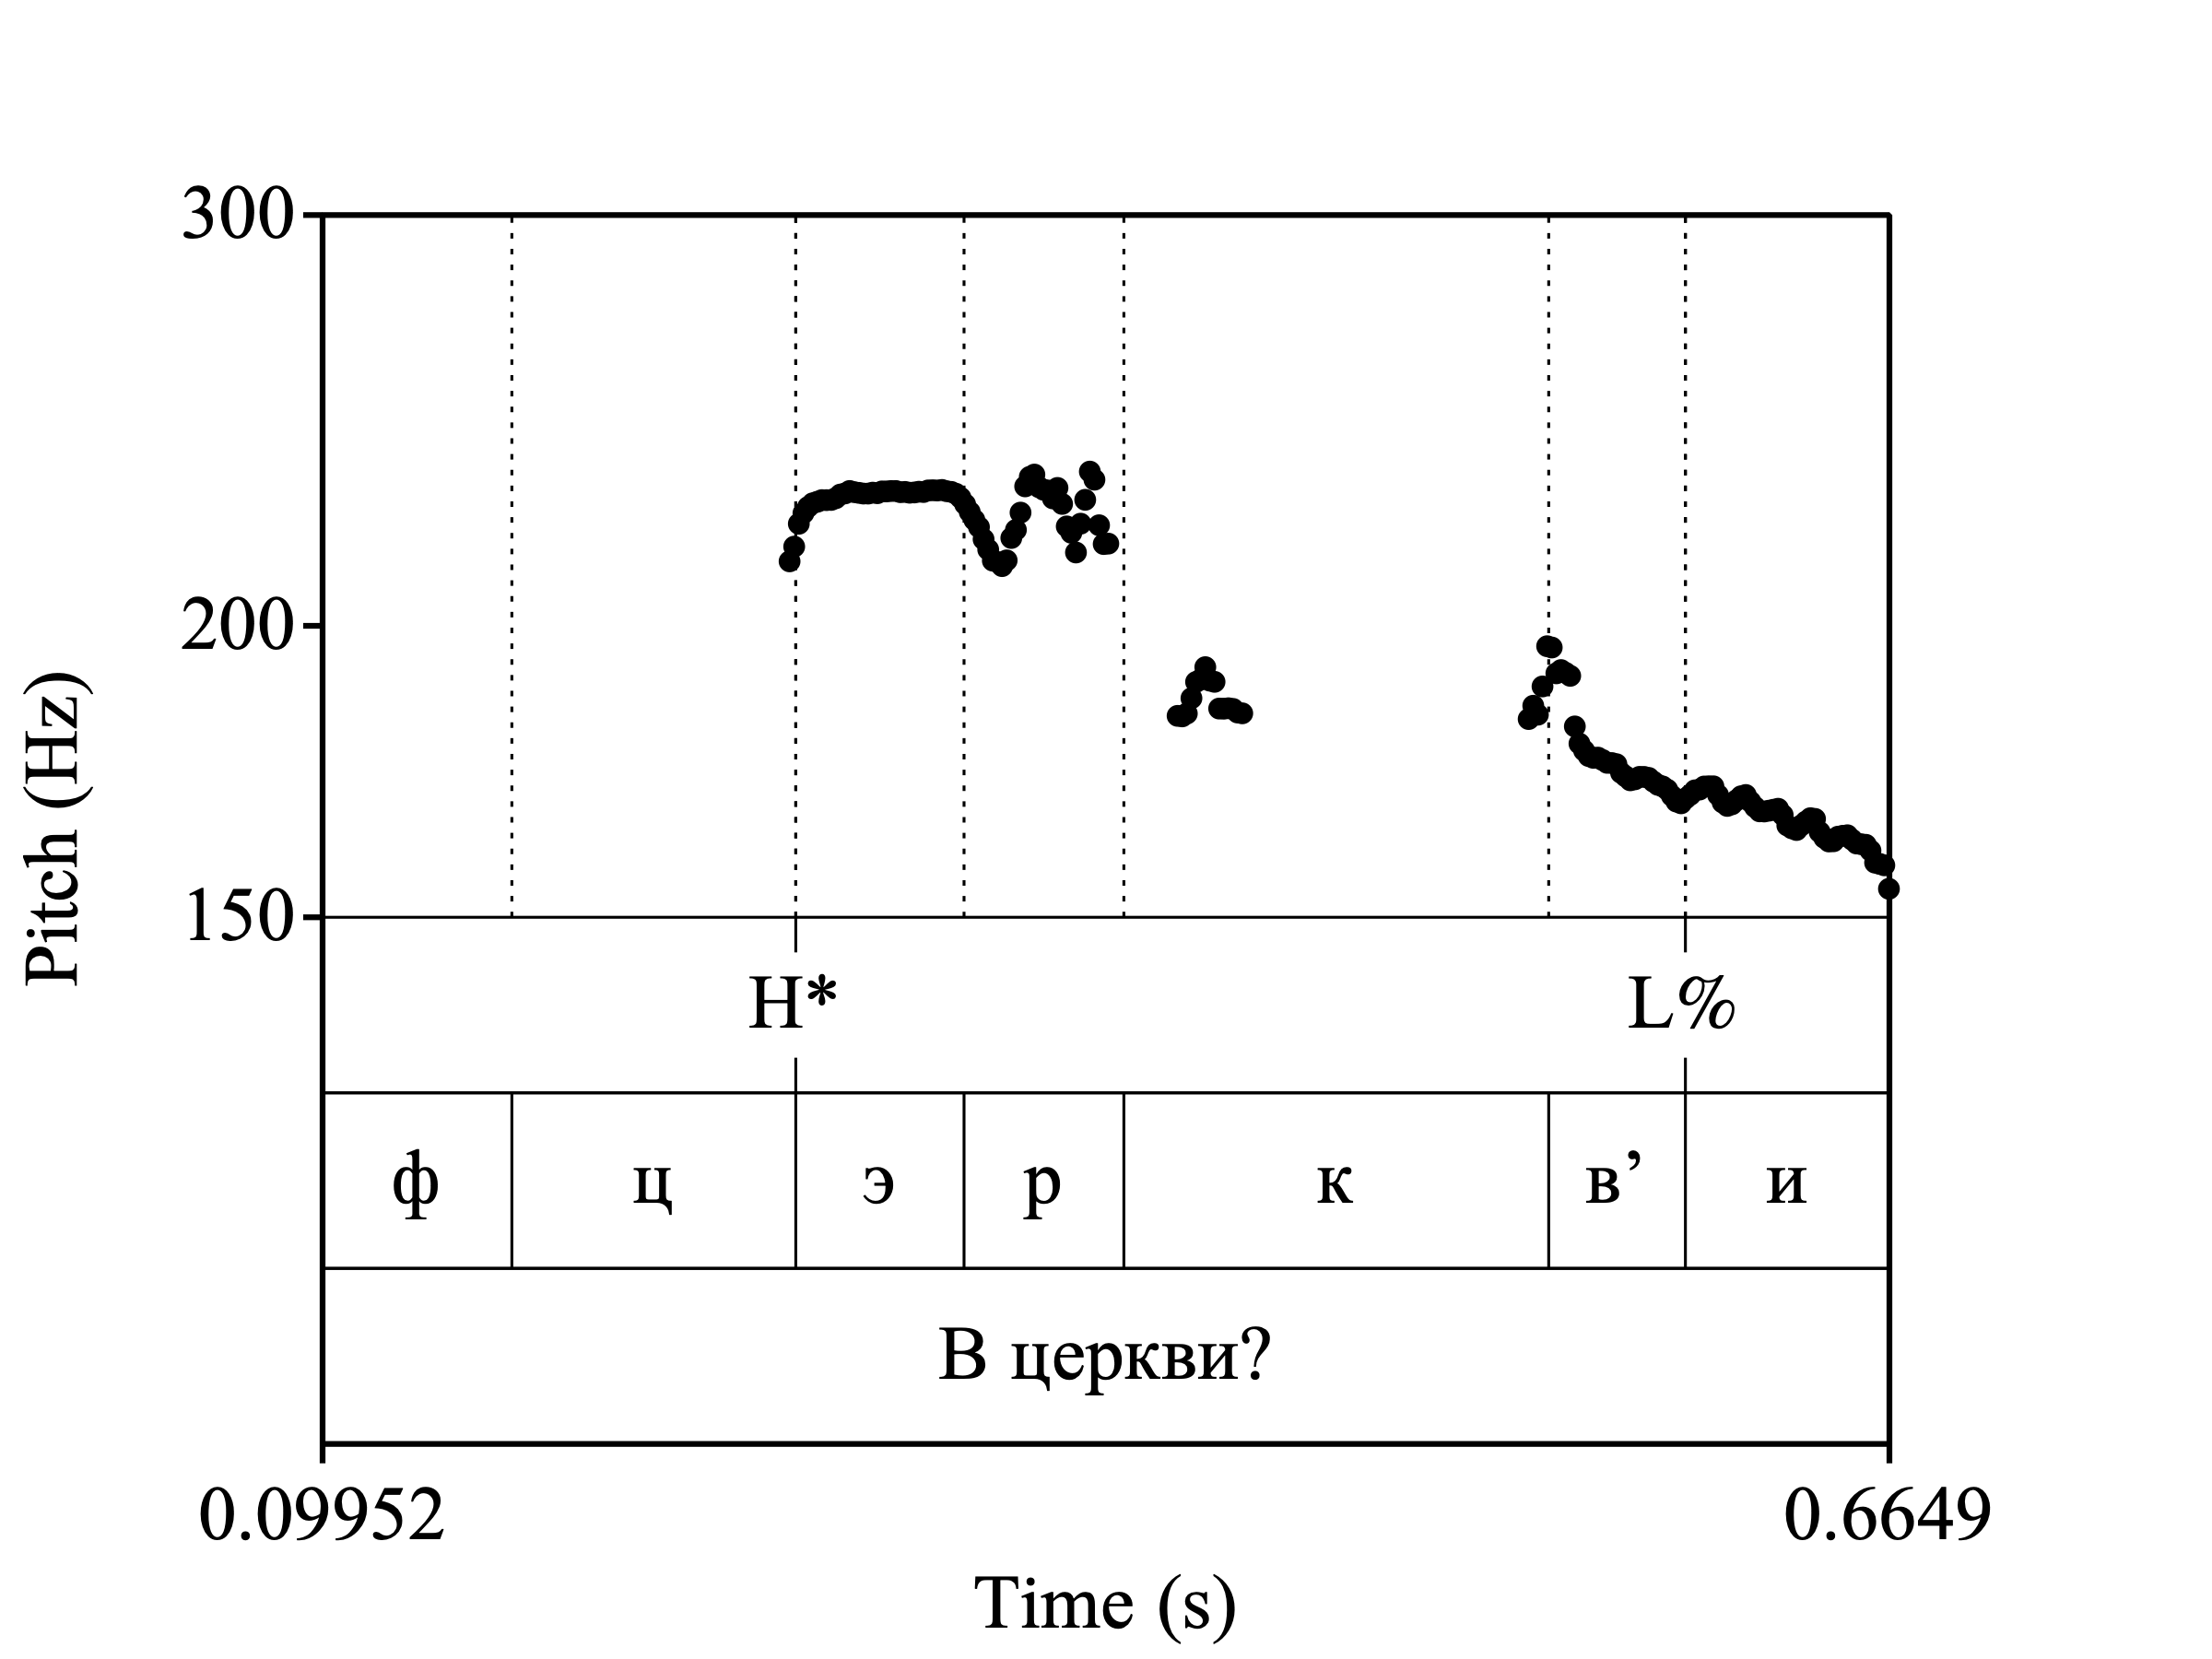 300
200
150
Pitch (Hz)
H* L%
ф ц э р к в’ и
В церкви?
0.09952 0.6649
Time (s)